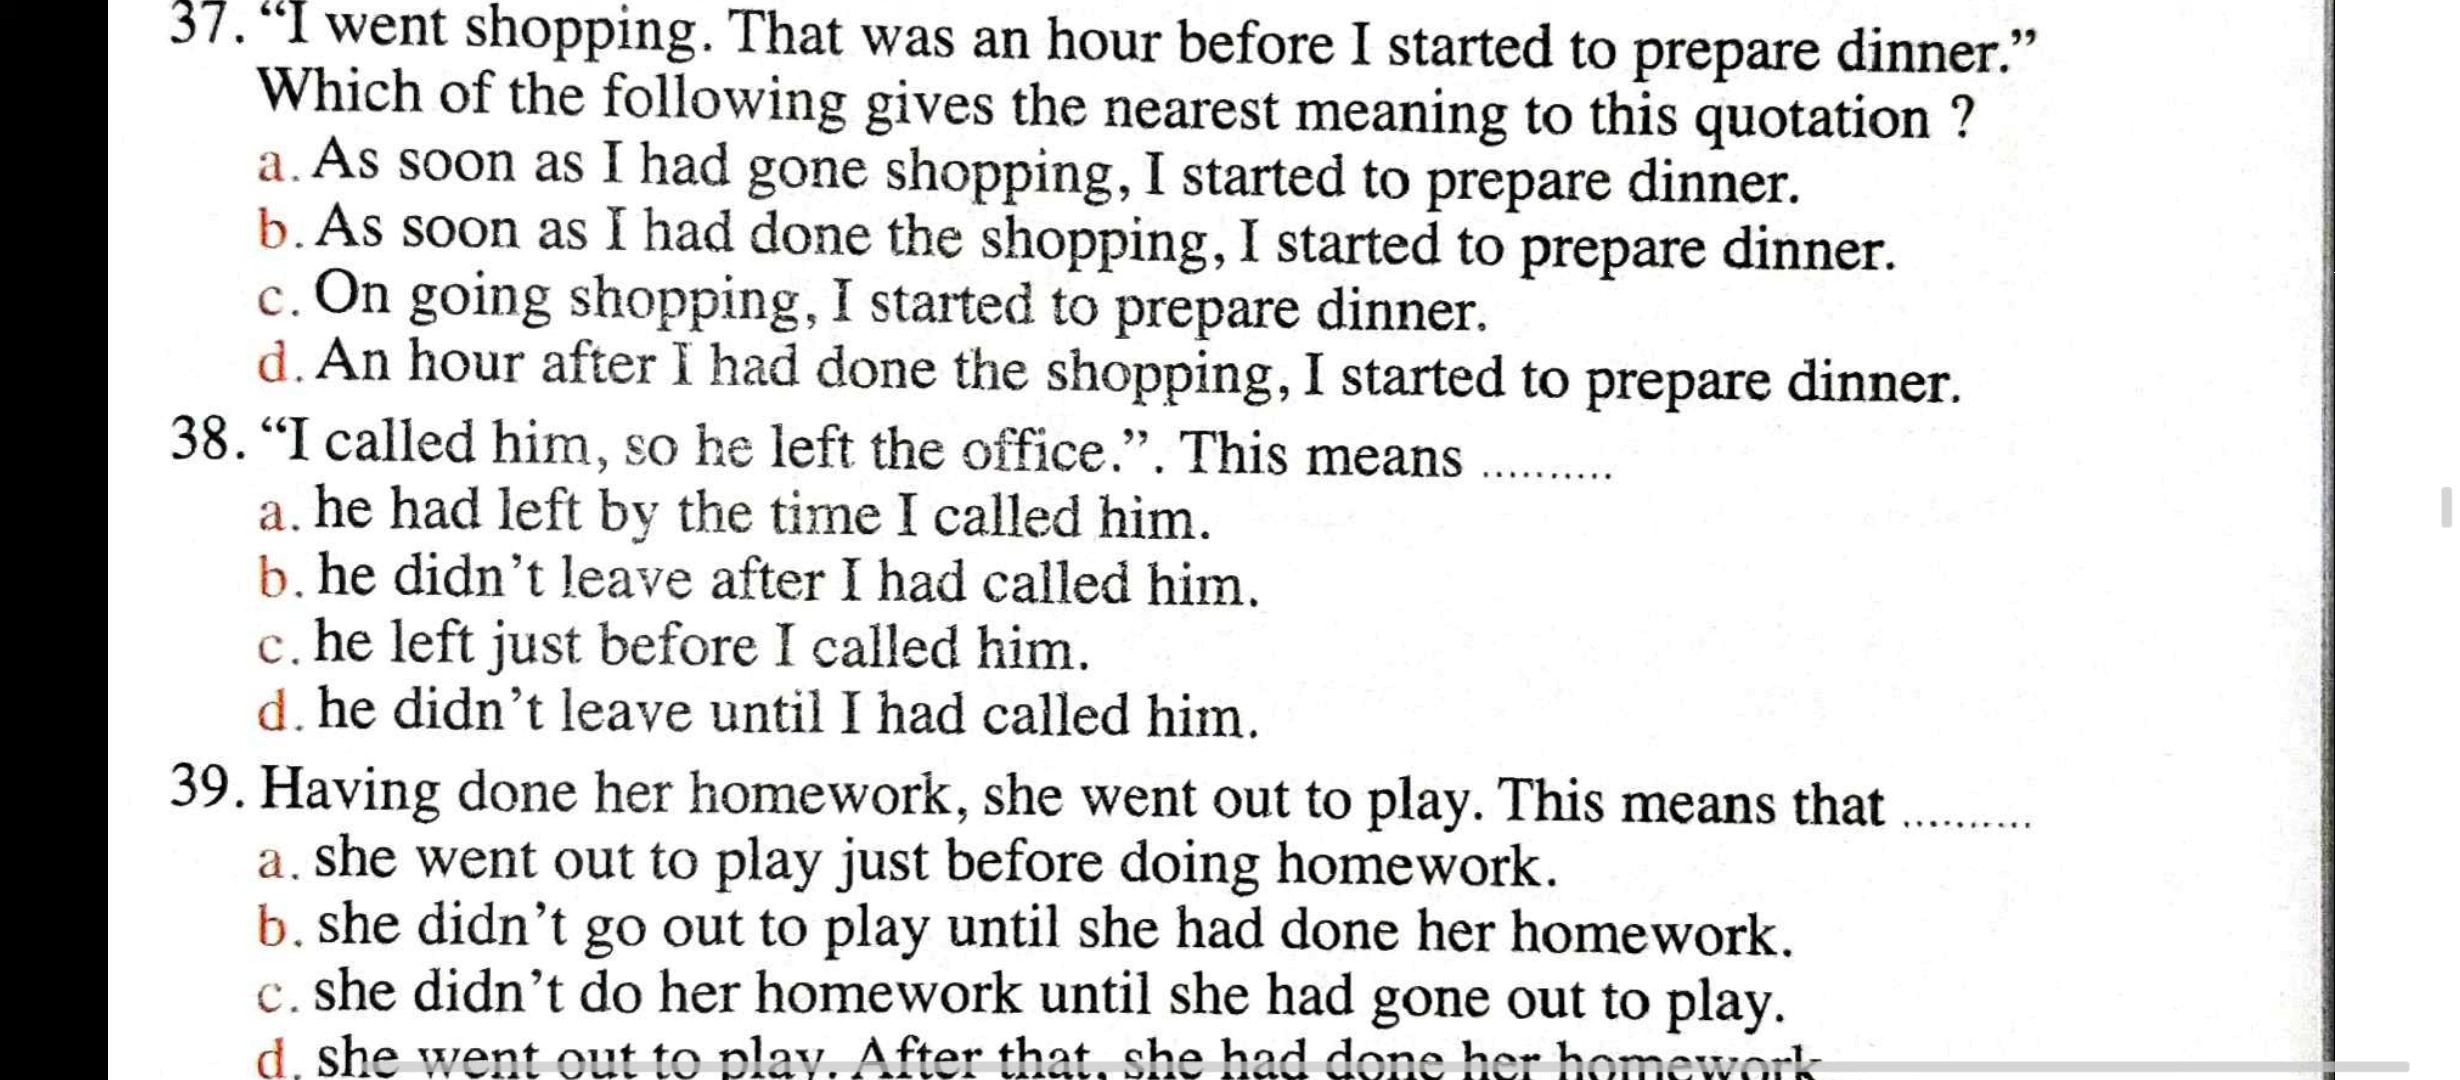 37. “I went shopping. That was an hour before I started to prepare dinner.”
Which of the following gives the nearest meaning to this quotation ?
a. As soon as I had gone shopping, I started to prepare dinner.
b. As soon as I had done the shopping, I started to prepare dinner.
c. On going shopping, I started to prepare dinner.
d. An hour after I had done the shopping, I started to prepare dinner.
38. “I called him, so he left the office.”. This means ..........
a. he had left by the time I called him.
b. he didn’t leave after I had called him.
c. he left just before I called him.
d. he didn’t leave until I had called him.
39. Having done her homework, she went out to play. This means that ..........
a. she went out to play just before doing homework.
b. she didn’t go out to play until she had done her homework.
c. she didn’t do her homework until she had gone out to play.
d. she went out to play. After that, she had done her homework